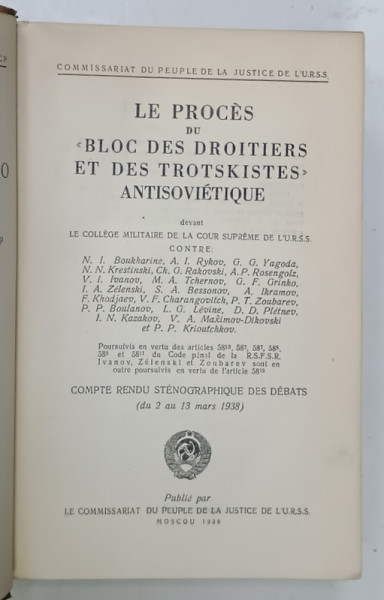 COMMISSARIAT DU PEUPLE DE LA JUSTICE DE L'U.R.S.S.
LE PROCÈS
DU
«BLOC DES DROITIERS
ET DES TROTSKISTES»
ANTISOVIÉTIQUE
devant
LE COLLÈGE MILITAIRE DE LA COUR SUPRÊME DE L'U.R.S.S.
CONTRE:
N. I. Boukharine, A. I. Rykov, G. G. Yagoda,
N. N. Krestinski, Ch. G. Rakovski, A. P. Rosengolz,
V. I. Ivanov, M. A. Tchernov, G. F. Grinko,
I. A. Zélenski, S. A. Bessonov, A. Ikramov,
F. Khodjaev, V. F. Charangovitch, P. T. Zoubarev,
P. P. Boulanov, L. G. Lévine, D. D. Plétnev,
I. N. Kazakov, V. A. Maximov-Dikovski
et P. P. Krioutchkov.
Poursuivis en vertu des articles
et du Code pénal de la R.S.F.S.R.
Ivanov, Zélenski et Zoubarev sont en
outre poursuivis en vertu de l'article
COMPTE RENDU STÉNOGRAPHIQUE DES DÉBATS
(du 2 au 13 mars 1938)
Publié par
LE COMMISSARIAT DU PEUPLE DE LA JUSTICE DE L'U.R.S.S.
MOSCOU 1938